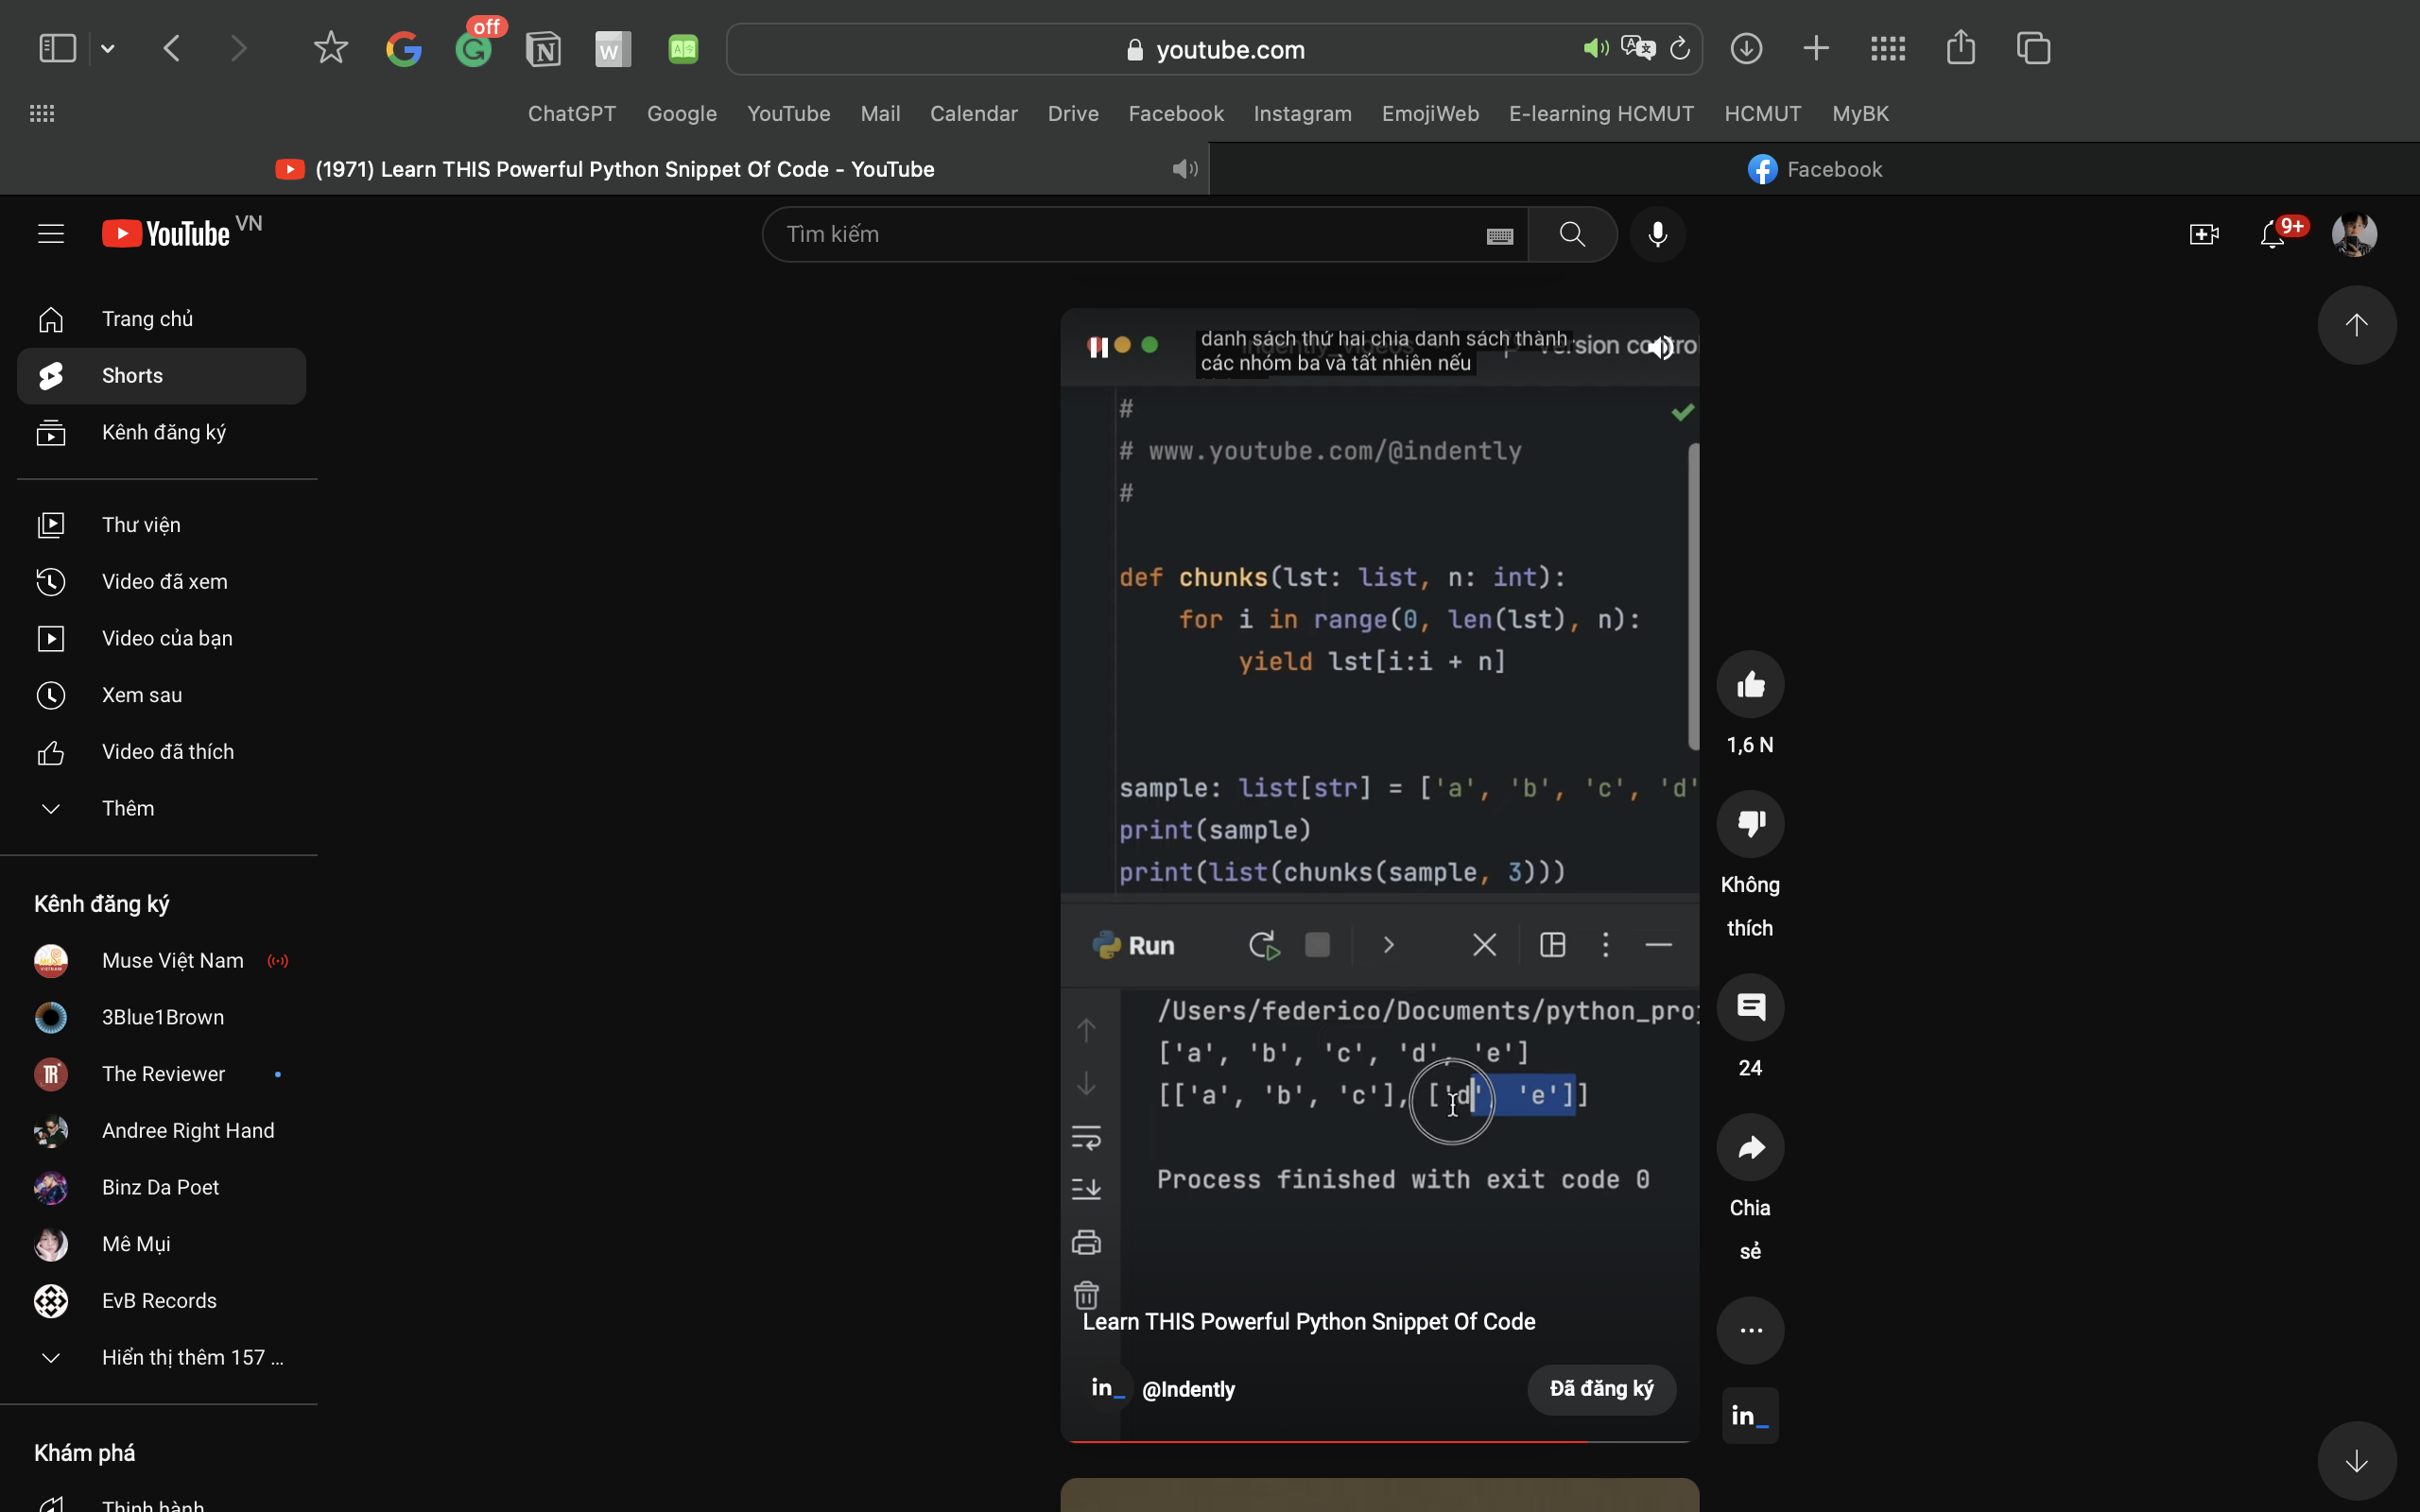 off
W
youtube.com
ChatGPT Google YouTube Mail Calendar Drive Facebook Instagram EmojiWeb E-learning HCMUT HCMUT MyBK
(1971) Learn THIS Powerful Python Snippet Of Code - YouTube
Facebook
YouTube VN
Tìm kiếm
9+
Trang chủ
Shorts
Kênh đăng ký
Thư viện
Video đã xem
Video của bạn
Xem sau
Video đã thích
Thêm
Kênh đăng ký
Muse Việt Nam
3Blue1Brown
The Reviewer
Andree Right Hand
Binz Da Poet
Mê Mụi
EvB Records
Hiển thị thêm 157 ...
Khám phá
Thịnh hành
danh sách thứ hai chia danh sách thành
các nhóm ba và tất nhiên nếu
#
# www.youtube.com/@indently
#
def chunks(lst: list, n: int):
for i in range(0, len(lst), n):
yield lst[i:i + n]
sample: list[str] = ['a', 'b', 'c', 'd'
print(sample)
print(list(chunks(sample, 3)))
Run
/Users/federico/Documents/python_pro
['a', 'b', 'c', 'd', 'e']
[['a', 'b', 'c'], ['d', 'e']]
Process finished with exit code 0
Learn THIS Powerful Python Snippet Of Code
in_ @Indently
Đã đăng ký
1,6 N
Không
thích
24
Chia
sẻ
in_